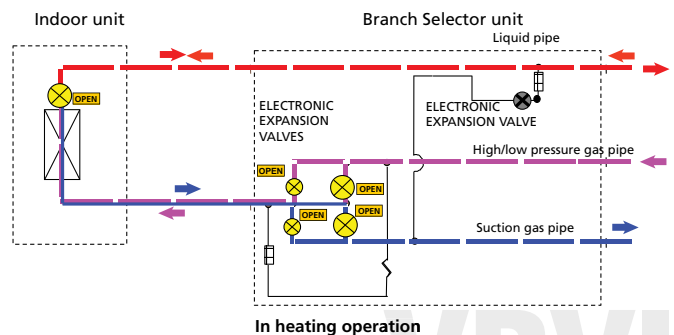 Indoor unit
Branch Selector unit
Liquid pipe
OPEN
ELECTRONIC
EXPANSION
VALVES
ELECTRONIC
EXPANSION VALVE
High/low pressure gas pipe
OPEN
OPEN
OPEN
OPEN
Suction gas pipe
In heating operation